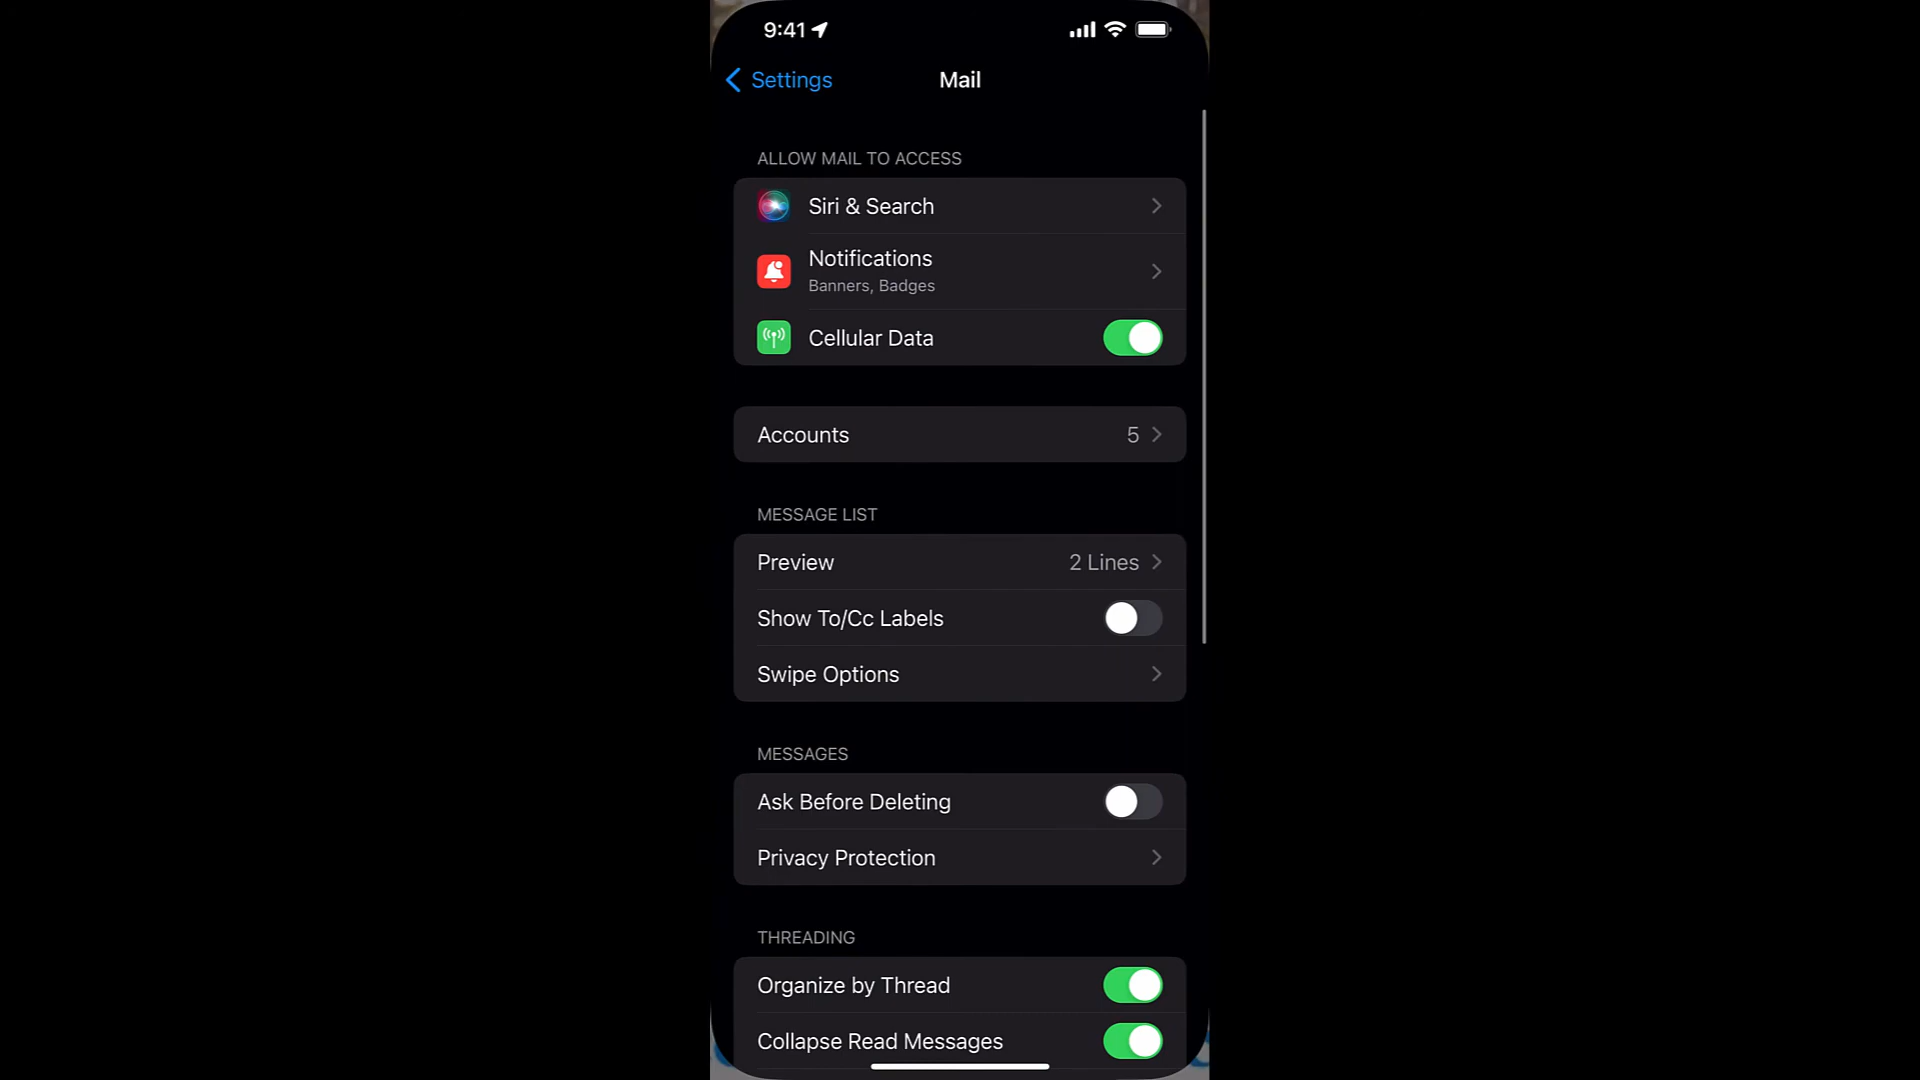 9:41
Settings
Mail
ALLOW MAIL TO ACCESS
Siri & Search
Notifications
Banners, Badges
Cellular Data
Accounts 5
MESSAGE LIST
Preview 2 Lines
Show To/Cc Labels
Swipe Options
MESSAGES
Ask Before Deleting
Privacy Protection
THREADING
Organize by Thread
Collapse Read Messages